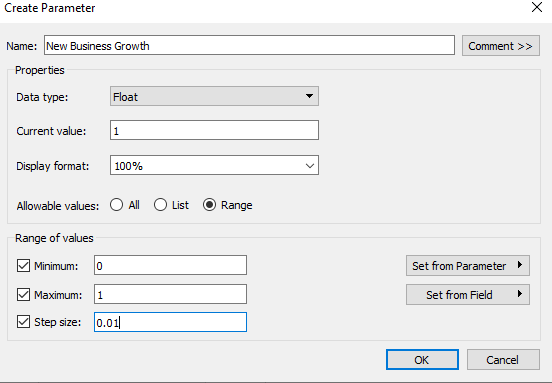 Create Parameter
Name: New Business Growth Comment >>
Properties
Data type: Float
Current value: 1
Display format: 100%
Allowable values: All List Range
Range of values
Minimum: 0 Set from Parameter
Maximum: 1 Set from Field
Step size: 0.01
OK Cancel